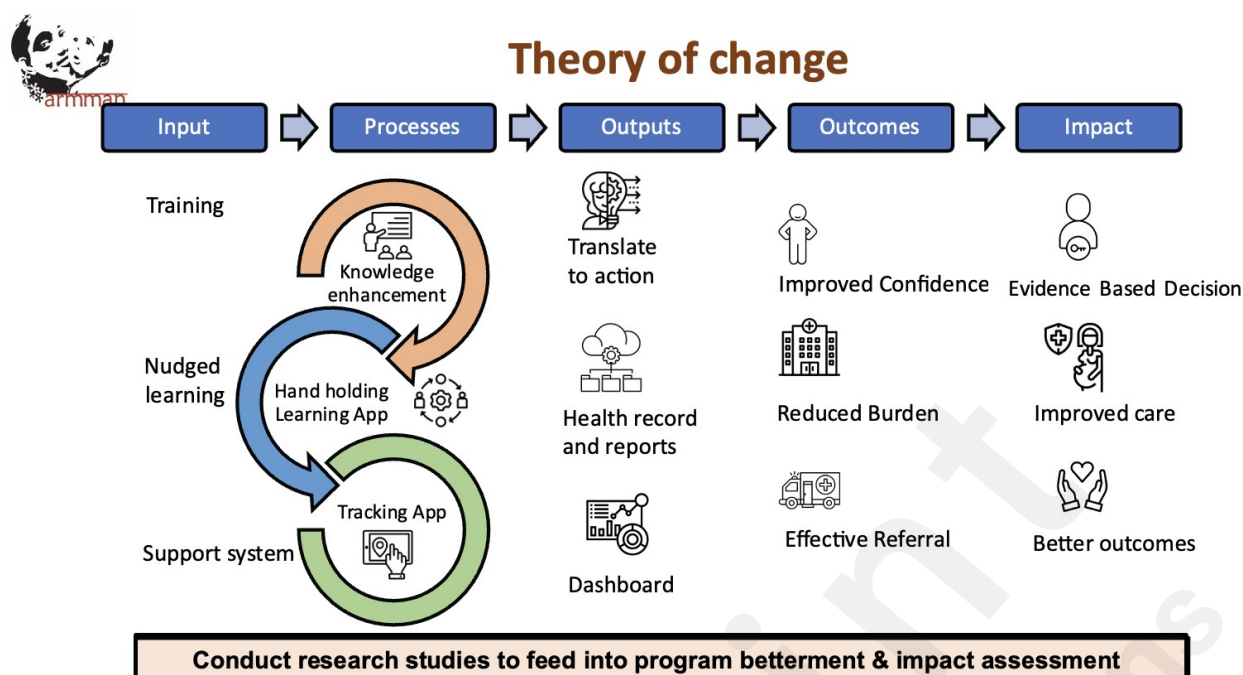 armman
Theory of change
Input
Processes
Outputs
Outcomes
Impact
Training
Knowledge
enhancement
Translate
to action
Improved Confidence
Evidence Based Decision
Nudged
learning
Hand holding
Learning App
Health record
and reports
Reduced Burden
Improved care
Support system
Tracking App
Dashboard
Effective Referral
Better outcomes
Conduct research studies to feed into program betterment & impact assessment